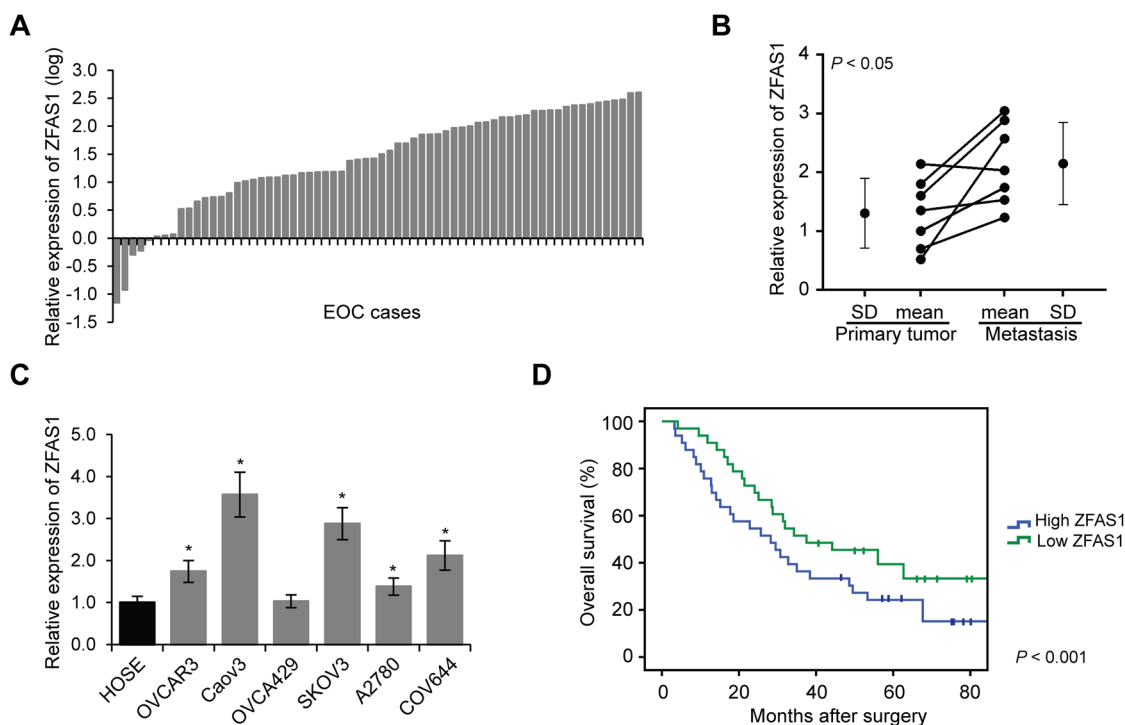 A
Relative expression of ZFAS1 (log)
3.0
2.5
2.0
1.5
1.0
0.5
0.0
-0.5
-1.0
-1.5
EOC cases
B
Relative expression of ZFAS1
4
3
2
1
0
P < 0.05
SD mean mean SD
Primary tumor Metastasis
C
Relative expression of ZFAS1
5.0
4.0
3.0
2.0
1.0
0.0
* * * * *
HOSE
OVCAR3
Caov3
OVCA429
SKOV3
A2780
COV644
D
Overall survival (%)
100
80
60
40
20
0
0 20 40 60 80
Months after surgery
High ZFAS1
Low ZFAS1
P < 0.001